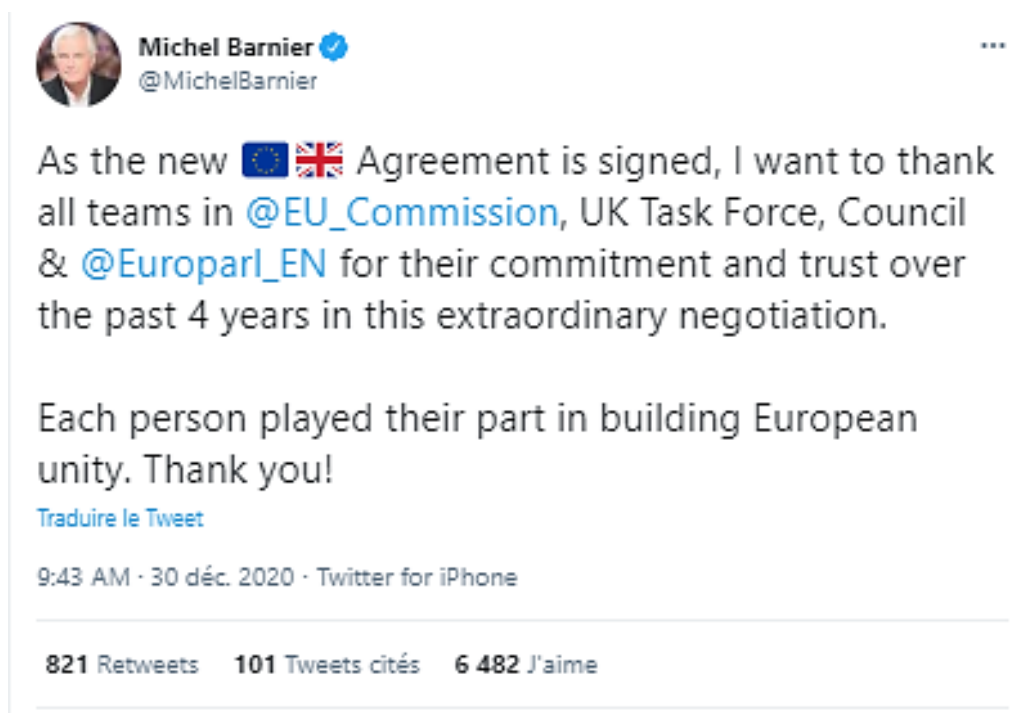 Michel Barnier
@MichelBarnier
As the new 🇪🇺🇬🇧 Agreement is signed, I want to thank
all teams in @EU_Commission, UK Task Force, Council
& @Europarl_EN for their commitment and trust over
the past 4 years in this extraordinary negotiation.
Each person played their part in building European
unity. Thank you!
Traduire le Tweet
9:43 AM · 30 déc. 2020 · Twitter for iPhone
821 Retweets 101 Tweets cités 6 482 J'aime